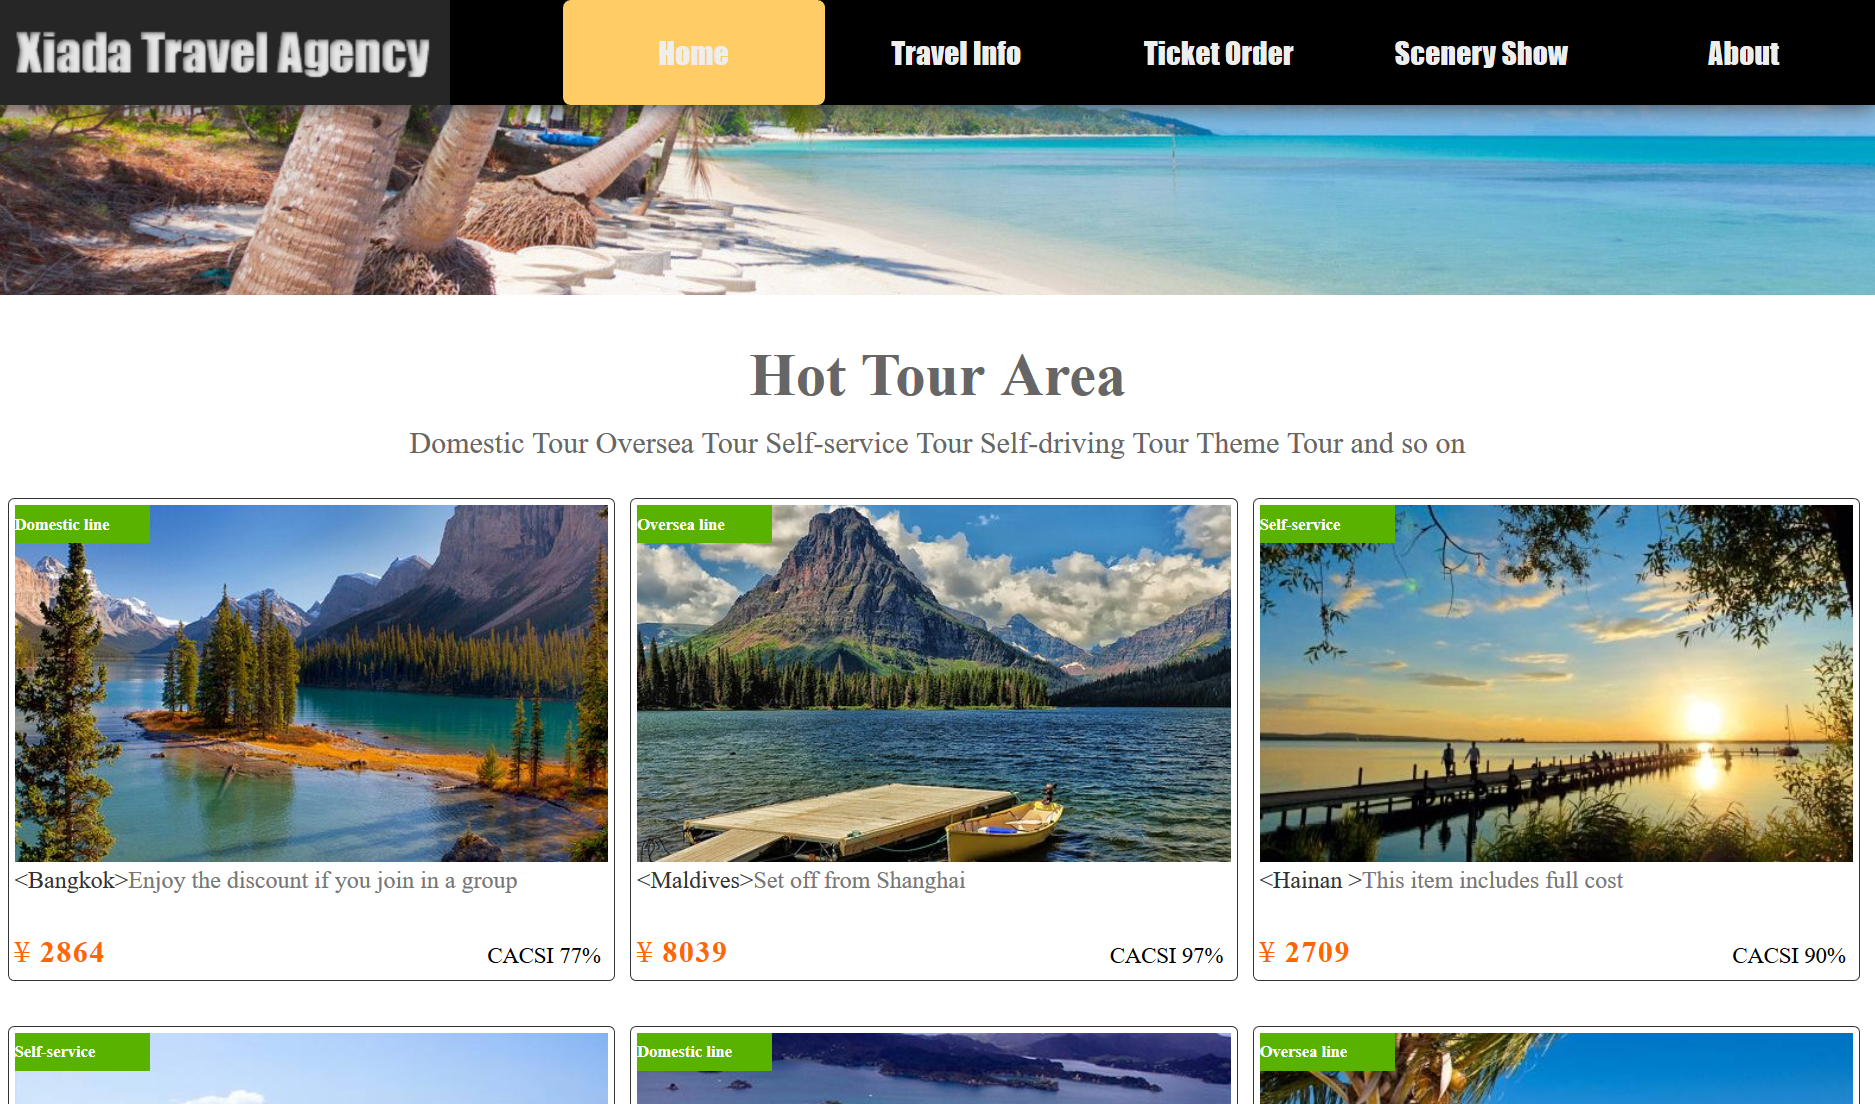 Xiada Travel Agency
Home
Travel Info
Ticket Order
Scenery Show
About
Hot Tour Area
Domestic Tour Oversea Tour Self-service Tour Self-driving Tour Theme Tour and so on
Domestic line
<Bangkok>Enjoy the discount if you join in a group
¥ 2864
CACSI 77%
Oversea line
<Maldives>Set off from Shanghai
¥ 8039
CACSI 97%
Self-service
<Hainan >This item includes full cost
¥ 2709
CACSI 90%
Self-service
Domestic line
Oversea line